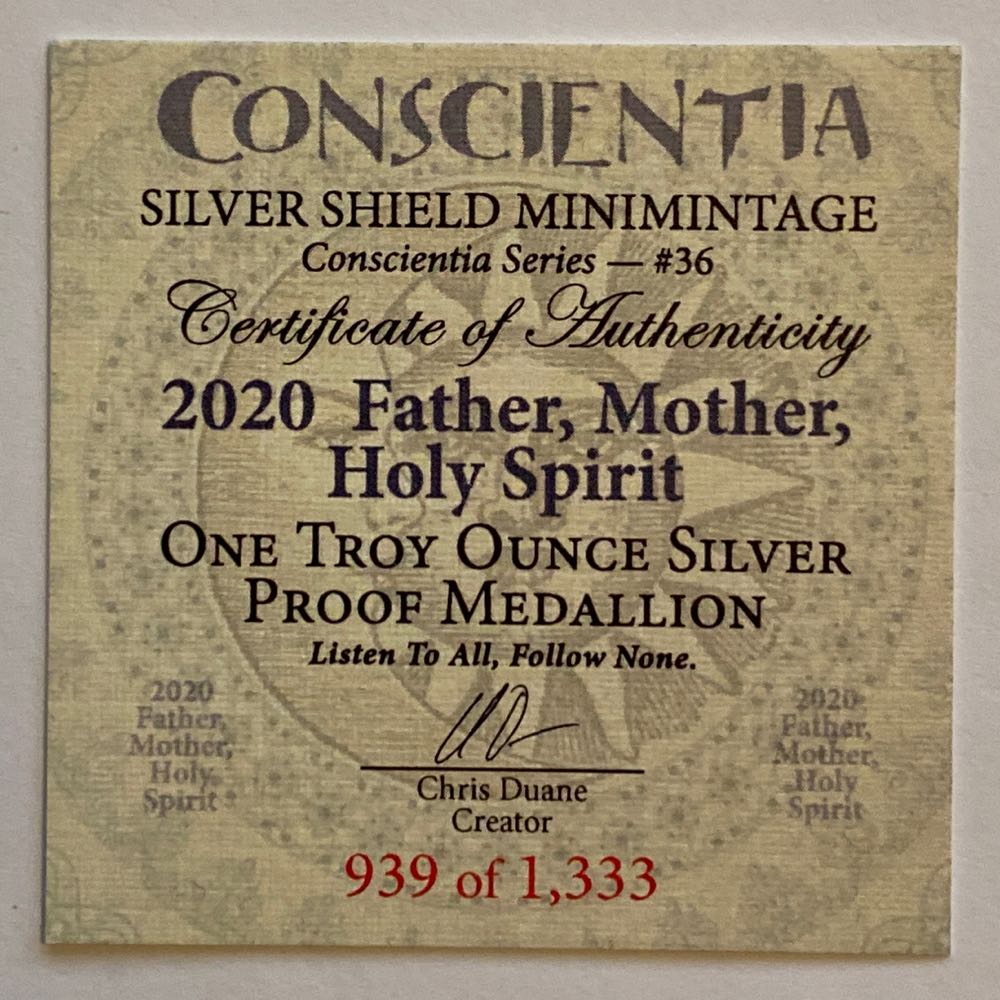 CONSCIENTIA
SILVER SHIELD MINIMINTAGE
Conscientia Series — #36
Certificate of Authenticity
2020 Father, Mother,
Holy Spirit
ONE TROY OUNCE SILVER
PROOF MEDALLION
Listen To All, Follow None.
2020
Father,
Mother,
Holy
Spirit
2020
Father,
Mother,
Holy
Spirit
Chris Duane
Creator
939 of 1,333